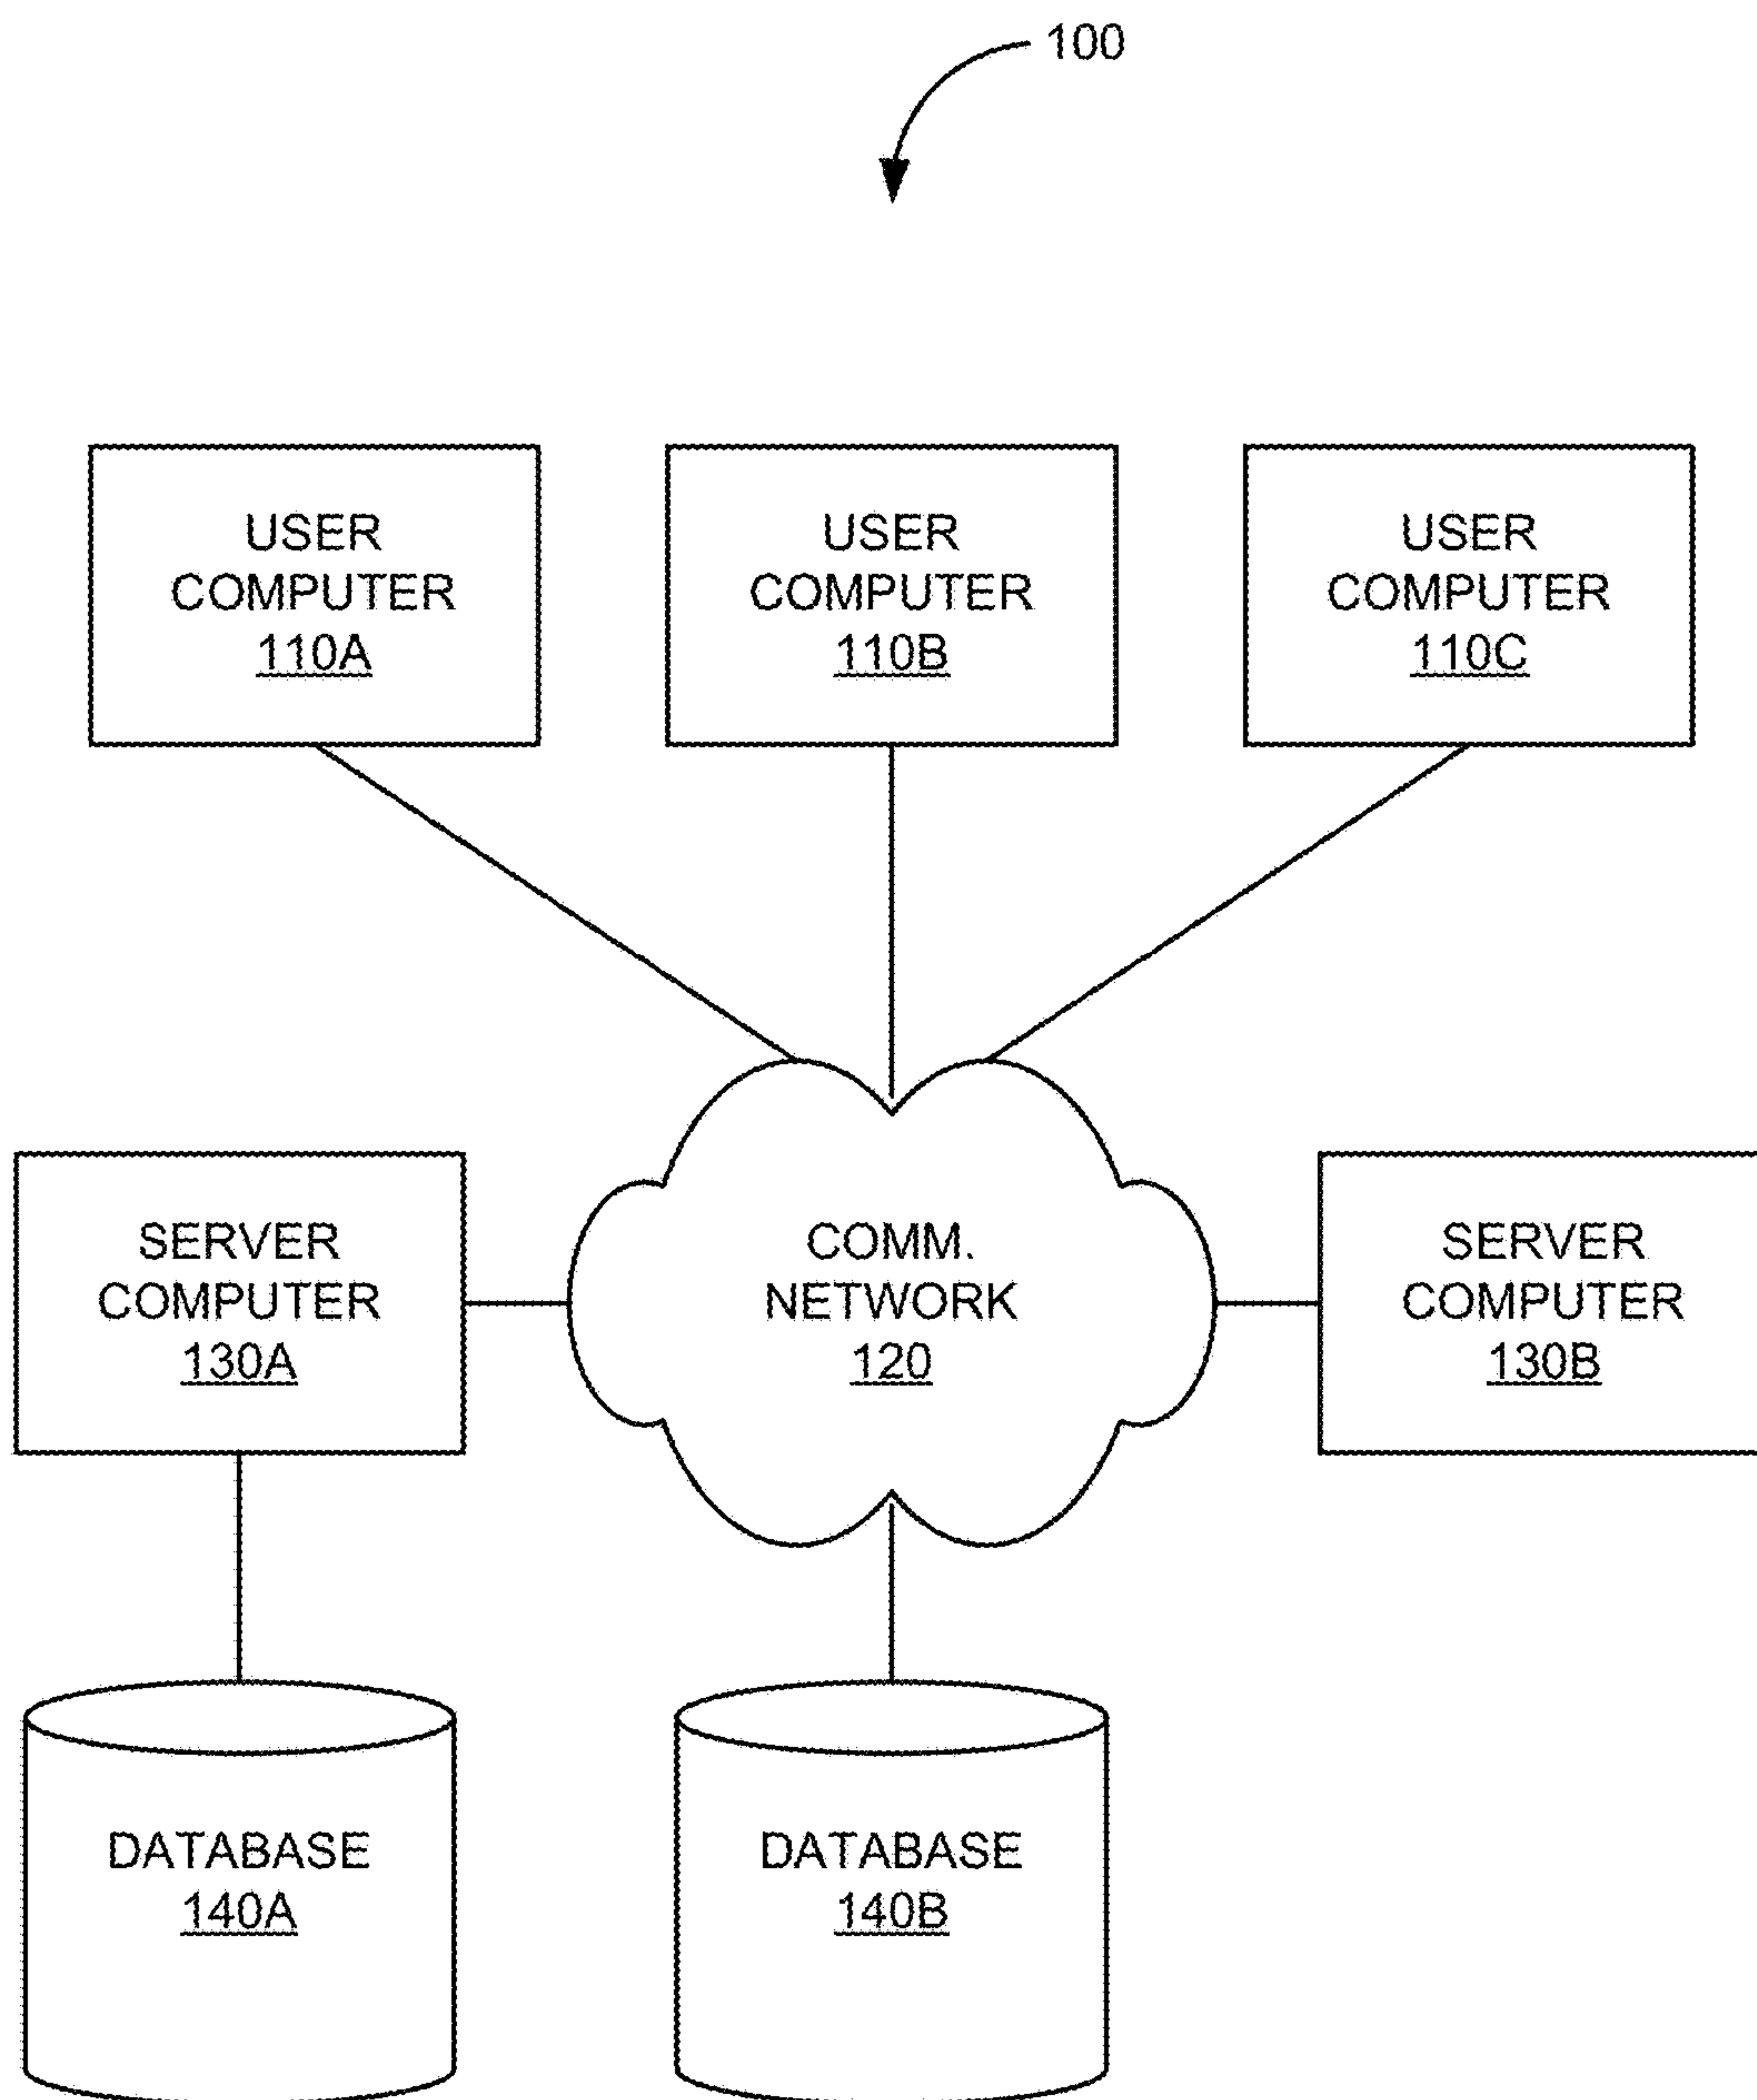 100
USER
COMPUTER
110A
USER
COMPUTER
110B
USER
COMPUTER
110C
SERVER
COMPUTER
130A
COMM.
NETWORK
120
SERVER
COMPUTER
130B
DATABASE
140A
DATABASE
140B